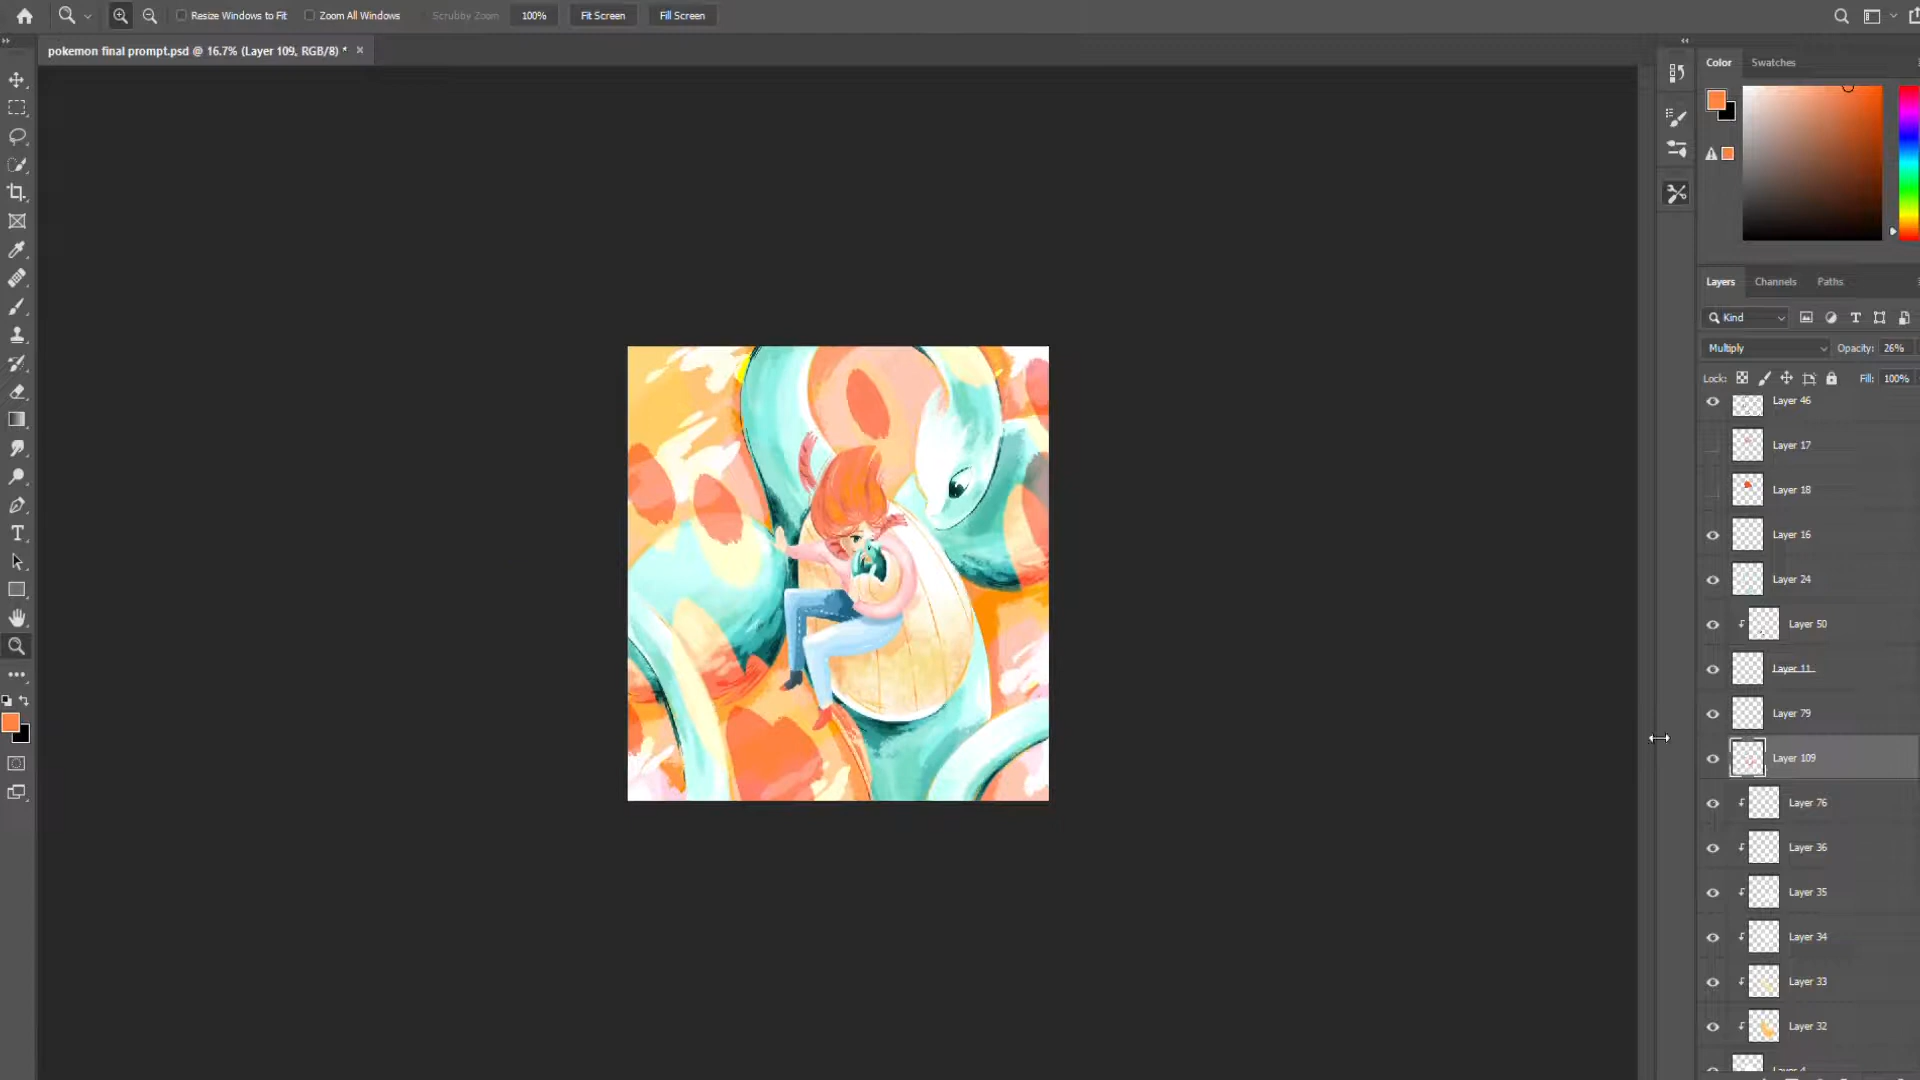 Resize Windows to Fit
Zoom All Windows
Scrubby Zoom
100%
Fit Screen
Fill Screen
pokemon final prompt.psd @ 16.7% (Layer 109, RGB/8) *
Color
Swatches
Layers
Channels
Paths
Kind
Multiply
Opacity: 26%
Lock:
Fill: 100%
Layer 46
Layer 17
Layer 18
Layer 16
Layer 24
Layer 50
Layer 11
Layer 79
Layer 109
Layer 76
Layer 36
Layer 35
Layer 34
Layer 33
Layer 32